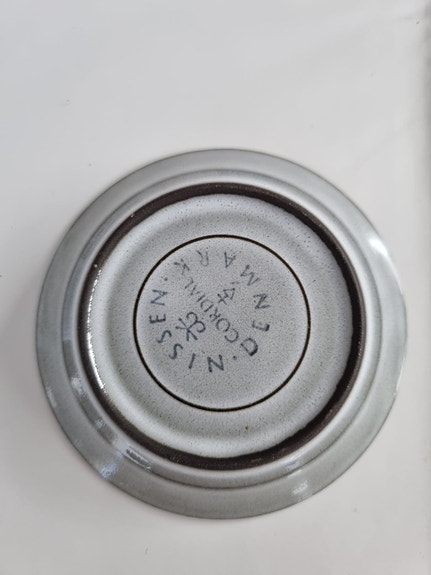 NISSEN · DENMARK ·
CORDIAL